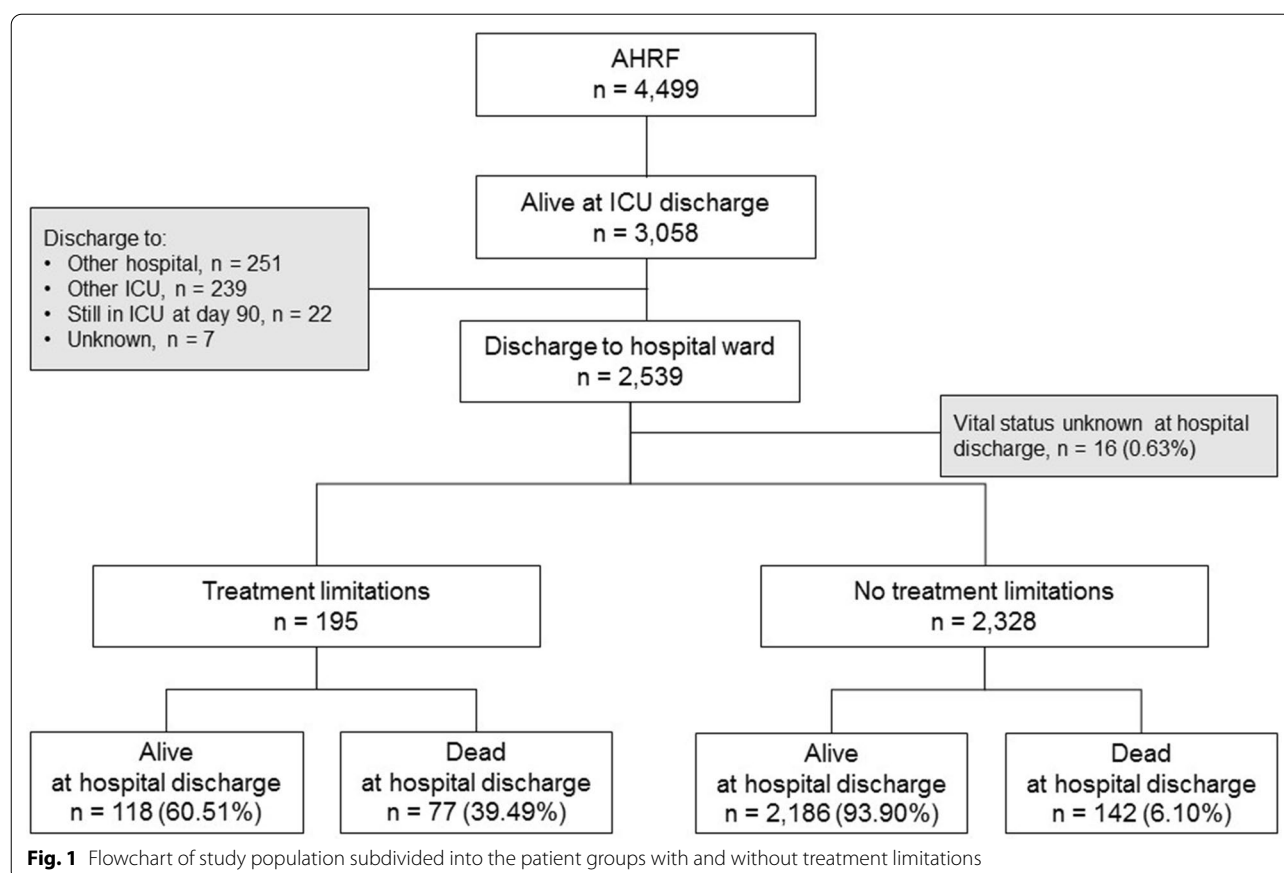 AHRF
n = 4,499
Alive at ICU discharge
n = 3,058
Discharge to:
• Other hospital, n = 251
• Other ICU, n = 239
• Still in ICU at day 90, n = 22
• Unknown, n = 7
Discharge to hospital ward
n = 2,539
Vital status unknown at hospital
discharge, n = 16 (0.63%)
Treatment limitations
n = 195
No treatment limitations
n = 2,328
Alive
at hospital discharge
n = 118 (60.51%)
Dead
at hospital discharge
n = 77 (39.49%)
Alive
at hospital discharge
n = 2,186 (93.90%)
Dead
at hospital discharge
n = 142 (6.10%)
Fig. 1 Flowchart of study population subdivided into the patient groups with and without treatment limitations